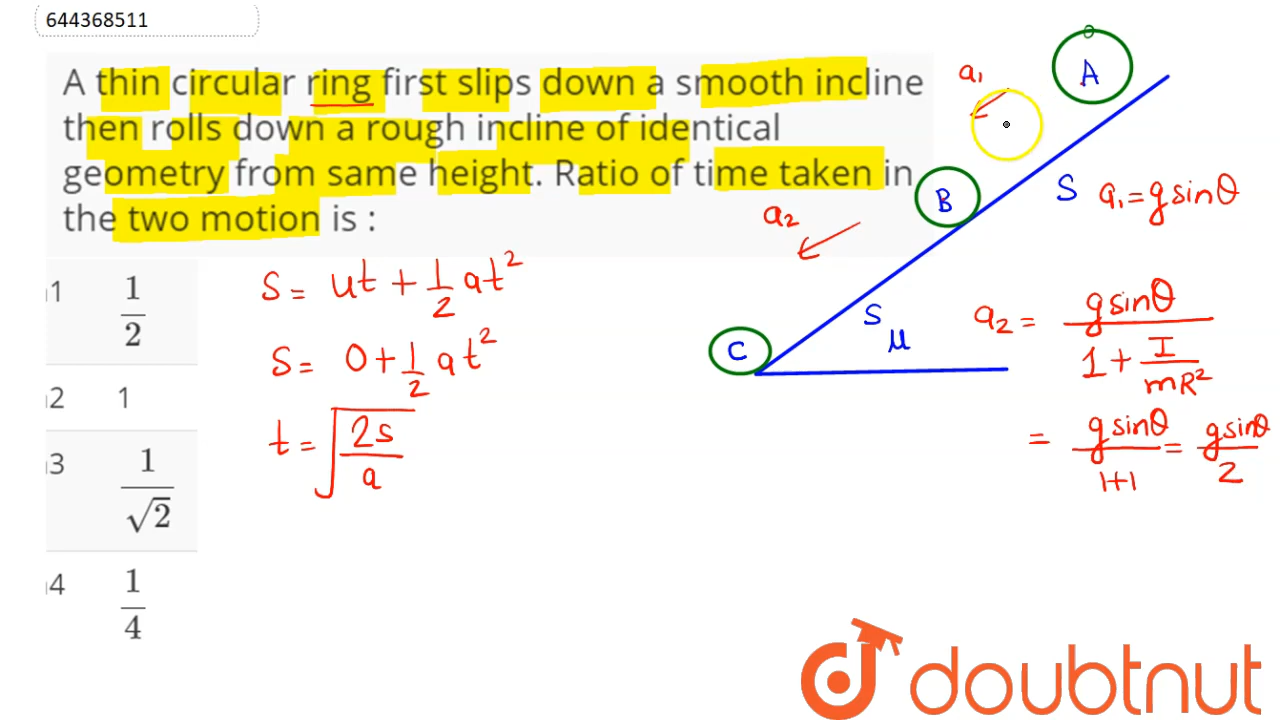 644368511
A thin circular ring first slips down a smooth incline
then rolls down a rough incline of identical
geometry from same height. Ratio of time taken in
the two motion is :
1 1/2
2 1
3 1/√2
4 1/4
S = ut + 1/2 at²
S = 0 + 1/2 at²
t = √(2s/a)
A
a₁
B
S
a₁ = g sinθ
a₂
S
μ
C
a₂ = g sinθ / (1 + I/mR²)
= g sinθ / (1+1) = g sinθ / 2
doubtnut